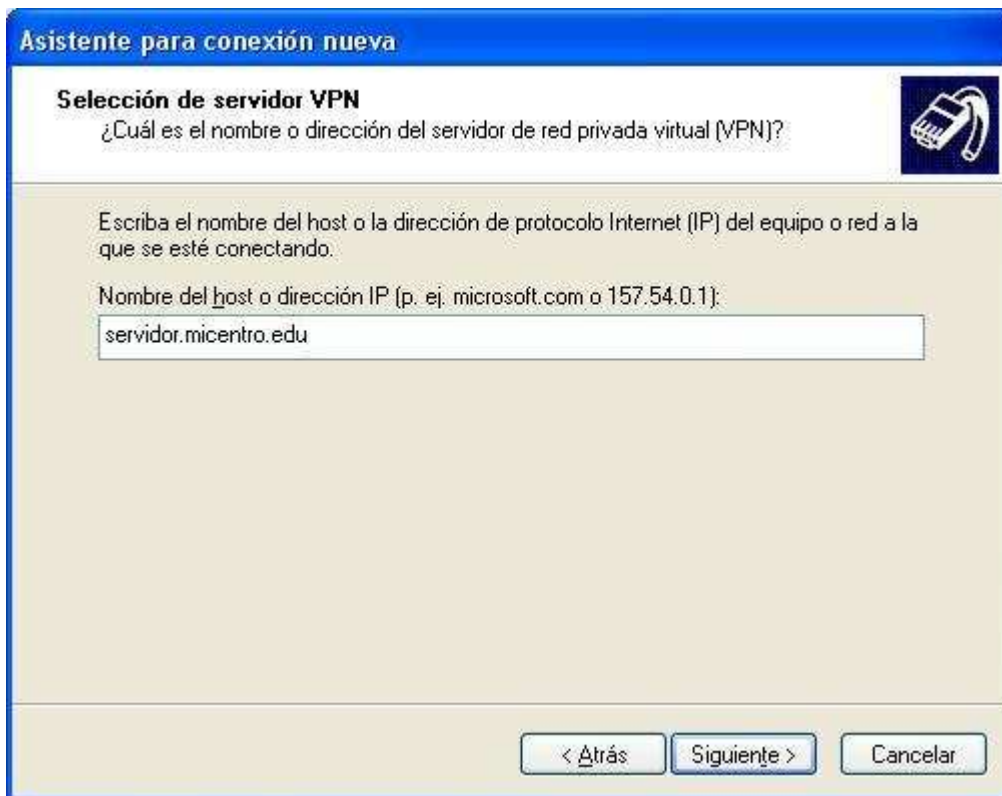 Asistente para conexión nueva
Selección de servidor VPN
¿Cuál es el nombre o dirección del servidor de red privada virtual (VPN)?
Escriba el nombre del host o la dirección de protocolo Internet (IP) del equipo o red a la
que se esté conectando.
Nombre del host o dirección IP (p. ej. microsoft.com o 157.54.0.1):
servidor.micentro.edu
< Atrás
Siguiente >
Cancelar